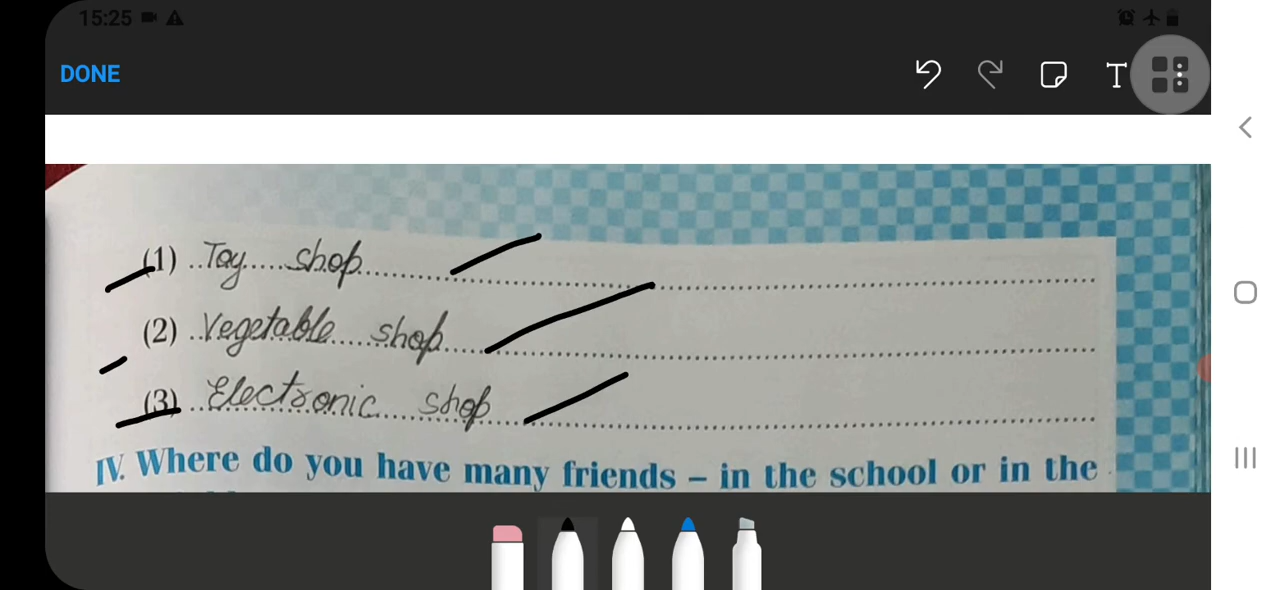 15:25
DONE
T
(1) Toy shop
(2) Vegetable shop
(3) Electronic shop
IV. Where do you have many friends – in the school or in the